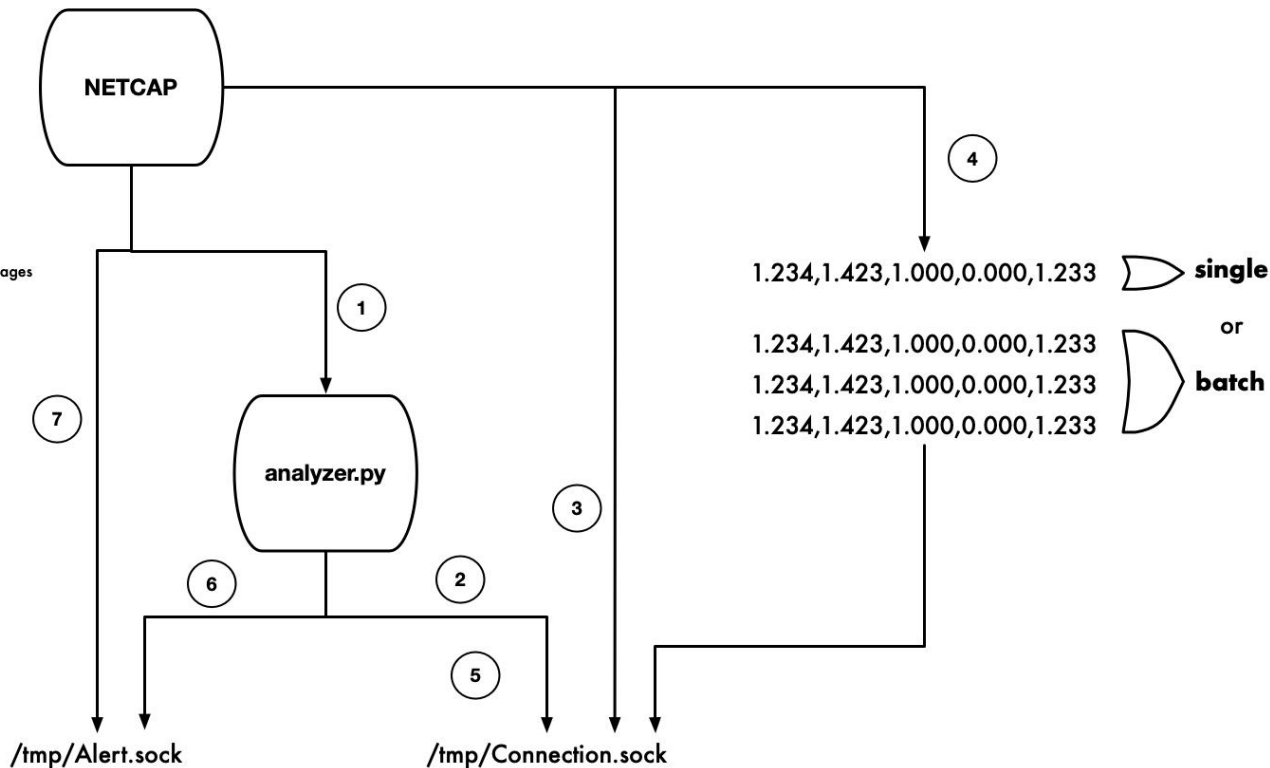 NETCAP
4
ages
1.234,1.423,1.000,0.000,1.233 single
1
or
1.234,1.423,1.000,0.000,1.233
1.234,1.423,1.000,0.000,1.233 batch
1.234,1.423,1.000,0.000,1.233
7
analyzer.py
3
6
2
5
/tmp/Alert.sock
/tmp/Connection.sock